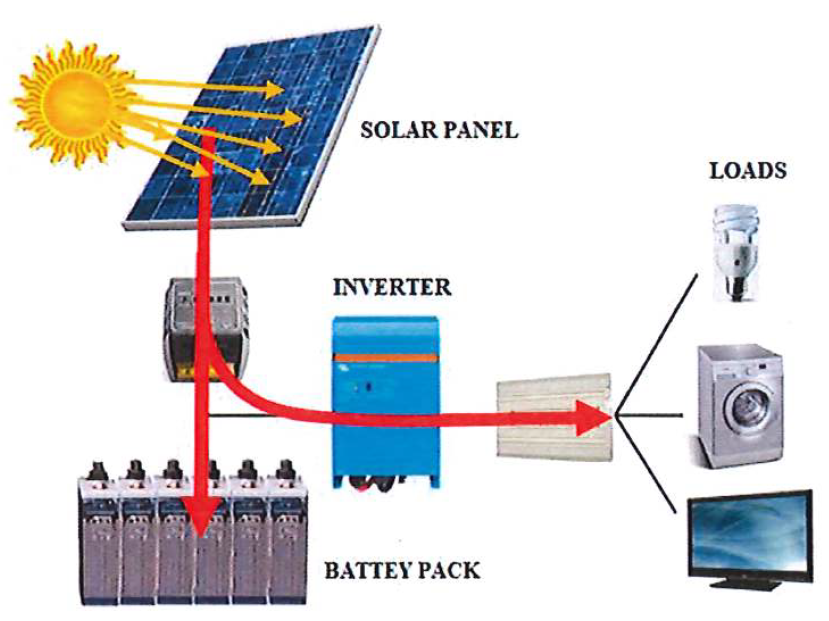 SOLAR PANEL
LOADS
INVERTER
BATTEY PACK